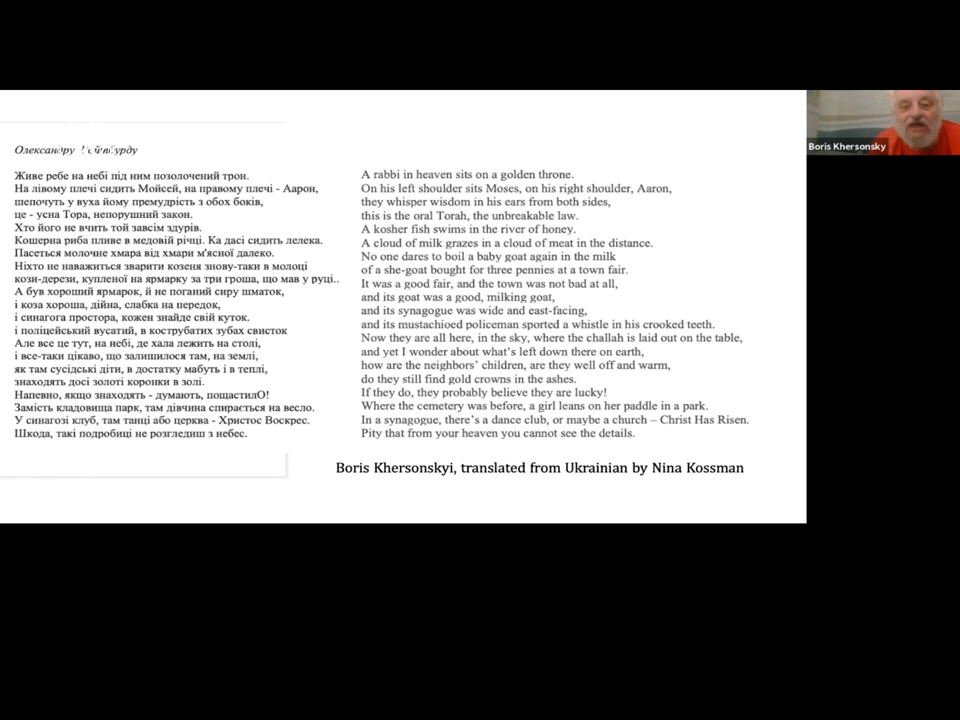 Олександру
Живе ребе на небі під ним позолочений трон.
На лівому плечі сидить Мойсей, на правому плечі - Аарон,
шепочуть у вуха йому премудрість з обох боків,
це - усна Тора, непорушний закон.
Хто його не вчить той завсім здурів.
Кошерна риба пливе в медовій річці. Ка дасі сидить лелека.
Пасеться молочне хмара від хмари м'ясної далеко.
Ніхто не наважиться зварити козеня знову-таки в молоці
кози-дерези, купленої на ярмарку за три гроша, що мав у руці..
А був хороший ярмарок, й не поганий сиру шматок,
і коза хороша, дійна, слабка на передок,
і синагога простора, кожен знайде свій куток.
і поліцейський вусатий, в кострубатих зубах свисток
Але все це тут, на небі, де хала лежить на столі,
і все-таки цікаво, що залишилося там, на землі,
як там сусідські діти, в достатку мабуть і в теплі,
знаходять досі золоті коронки в золі.
Напевно, якщо знаходять - думають, пощастилО!
Замість кладовища парк, там дівчина спирається на весло.
У синагозі клуб, там танці або церква - Христос Воскрес.
Шкода, такі подробиці не розгледиш з небес.
A rabbi in heaven sits on a golden throne.
On his left shoulder sits Moses, on his right shoulder, Aaron,
they whisper wisdom in his ears from both sides,
this is the oral Torah, the unbreakable law.
A kosher fish swims in the river of honey.
A cloud of milk grazes in a cloud of meat in the distance.
No one dares to boil a baby goat again in the milk
of a she-goat bought for three pennies at a town fair.
It was a good fair, and the town was not bad at all,
and its goat was a good, milking goat,
and its synagogue was wide and east-facing,
and its mustachioed policeman sported a whistle in his crooked teeth.
Now they are all here, in the sky, where the challah is laid out on the table,
and yet I wonder about what's left down there on earth,
how are the neighbors' children, are they well off and warm,
do they still find gold crowns in the ashes.
If they do, they probably believe they are lucky!
Where the cemetery was before, a girl leans on her paddle in a park.
In a synagogue, there's a dance club, or maybe a church – Christ Has Risen.
Pity that from your heaven you cannot see the details.
Boris Khersonskyi, translated from Ukrainian by Nina Kossman
Boris Khersonsky